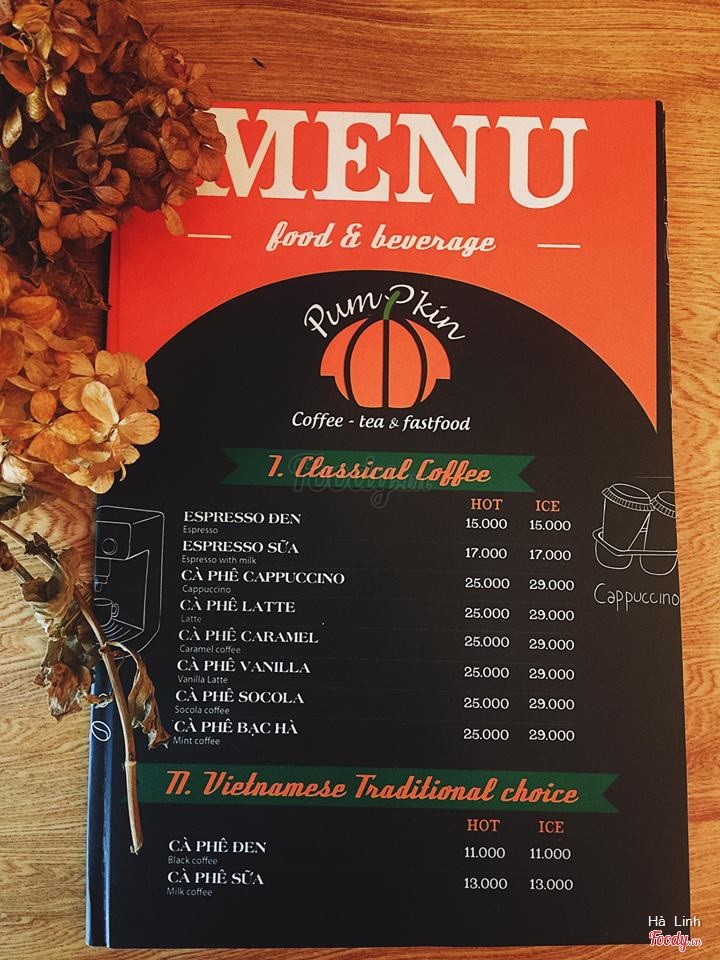 MENU
food & beverage
PumPkin
Coffee - tea & fastfood
I. Classical Coffee
HOT ICE
ESPRESSO ĐEN 15.000 15.000
Espresso
ESPRESSO SỮA 17.000 17.000
Espresso with milk
CÀ PHÊ CAPPUCCINO 25.000 29.000
Cappuccino
CÀ PHÊ LATTE 25.000 29.000
Latte
CÀ PHÊ CARAMEL 25.000 29.000
Caramel coffee
CÀ PHÊ VANILLA 25.000 29.000
Vanilla Latte
CÀ PHÊ SOCOLA 25.000 29.000
Socola coffee
CÀ PHÊ BẠC HÀ 25.000 29.000
Mint coffee
Cappuccino
II. Vietnamese Traditional choice
HOT ICE
CÀ PHÊ ĐEN 11.000 11.000
Black coffee
CÀ PHÊ SỮA 13.000 13.000
Milk coffee
Hà Linh
Foody.vn